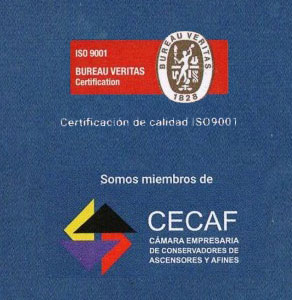 ISO 9001
BUREAU VERITAS
Certification
BUREAU VERITAS
1828
Certificación de calidad ISO9001
Somos miembros de
CECAF
CÁMARA EMPRESARIA
DE CONSERVADORES DE
ASCENSORES Y AFINES